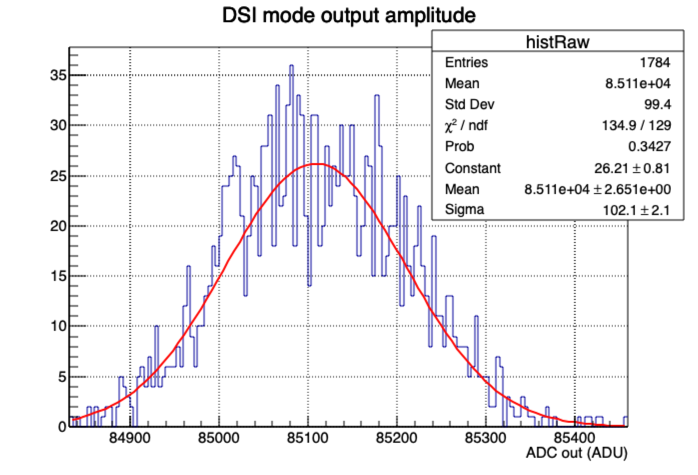 DSI mode output amplitude
histRaw
Entries 1784
Mean 8.511e+04
Std Dev 99.4
χ² / ndf 134.9 / 129
Prob 0.3427
Constant 26.21 ± 0.81
Mean 8.511e+04 ± 2.651e+00
Sigma 102.1 ± 2.1
35
30
25
20
15
10
5
0
84900 85000 85100 85200 85300 85400
ADC out (ADU)